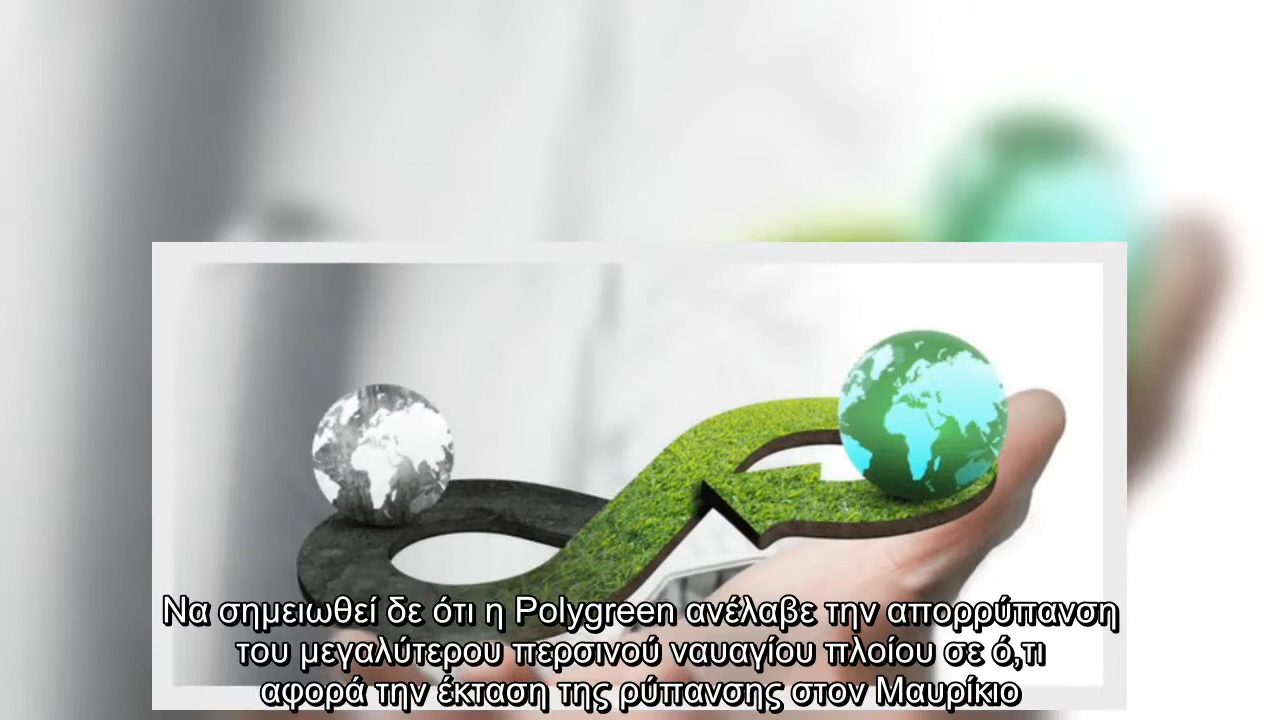 Να σημειωθεί δε ότι η Polygreen ανέλαβε την απορρύπανση
του μεγαλύτερου περσινού ναυαγίου πλοίου σε ό,τι
αφορά την έκταση της ρύπανσης στον Μαυρίκιο